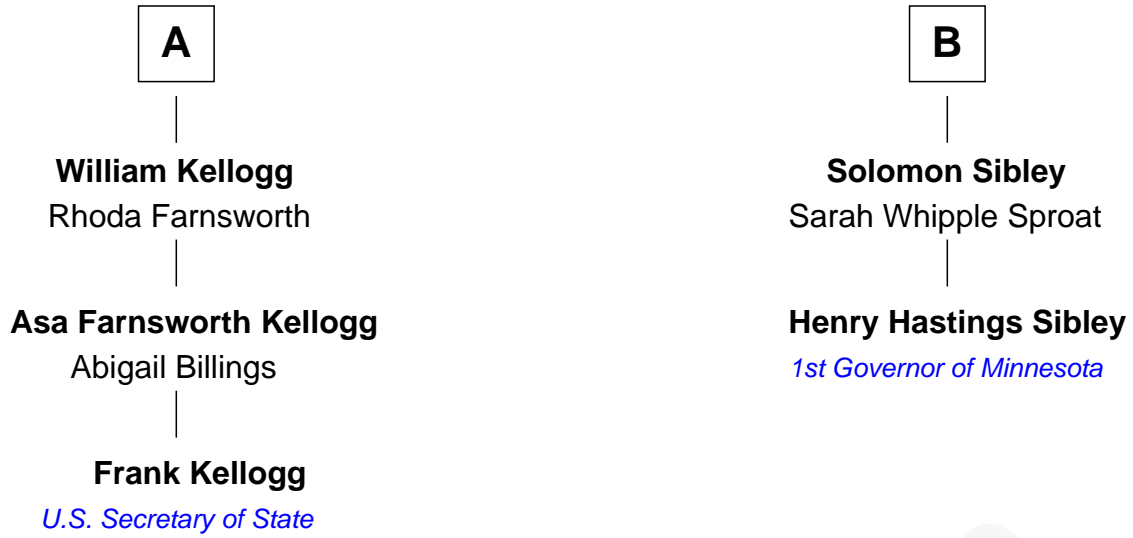 A
William Kellogg
Rhoda Farnsworth
Asa Farnsworth Kellogg
Abigail Billings
Frank Kellogg
U.S. Secretary of State
B
Solomon Sibley
Sarah Whipple Sproat
Henry Hastings Sibley
1st Governor of Minnesota